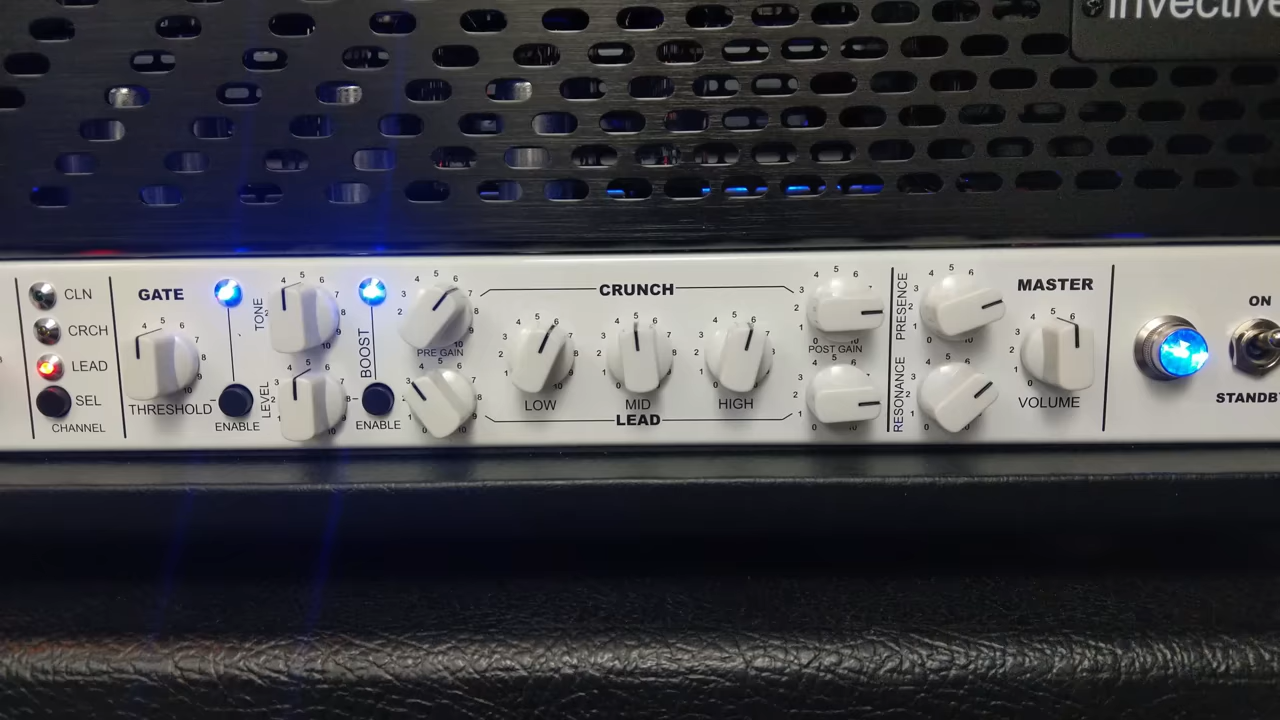 invective
CLN
CRCH
LEAD
SEL
CHANNEL
GATE
THRESHOLD
ENABLE
TONE
LEVEL
BOOST
ENABLE
PRE GAIN
CRUNCH
LOW
MID
HIGH
LEAD
POST GAIN
PRESENCE
RESONANCE
MASTER
VOLUME
ON
STANDBY